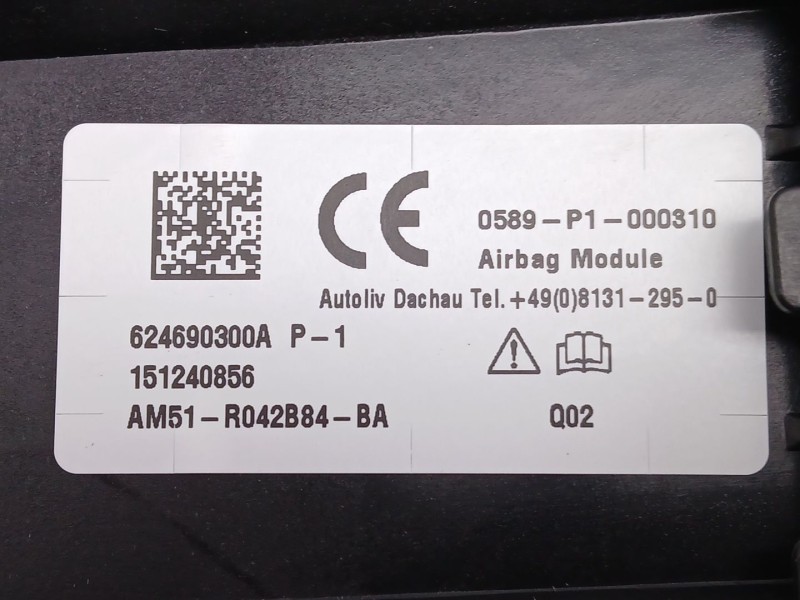 CE
0589-P1-000310
Airbag Module
Autoliv Dachau Tel.+49(0)8131-295-0
624690300A P-1
151240856
AM51-R042B84-BA
Q02